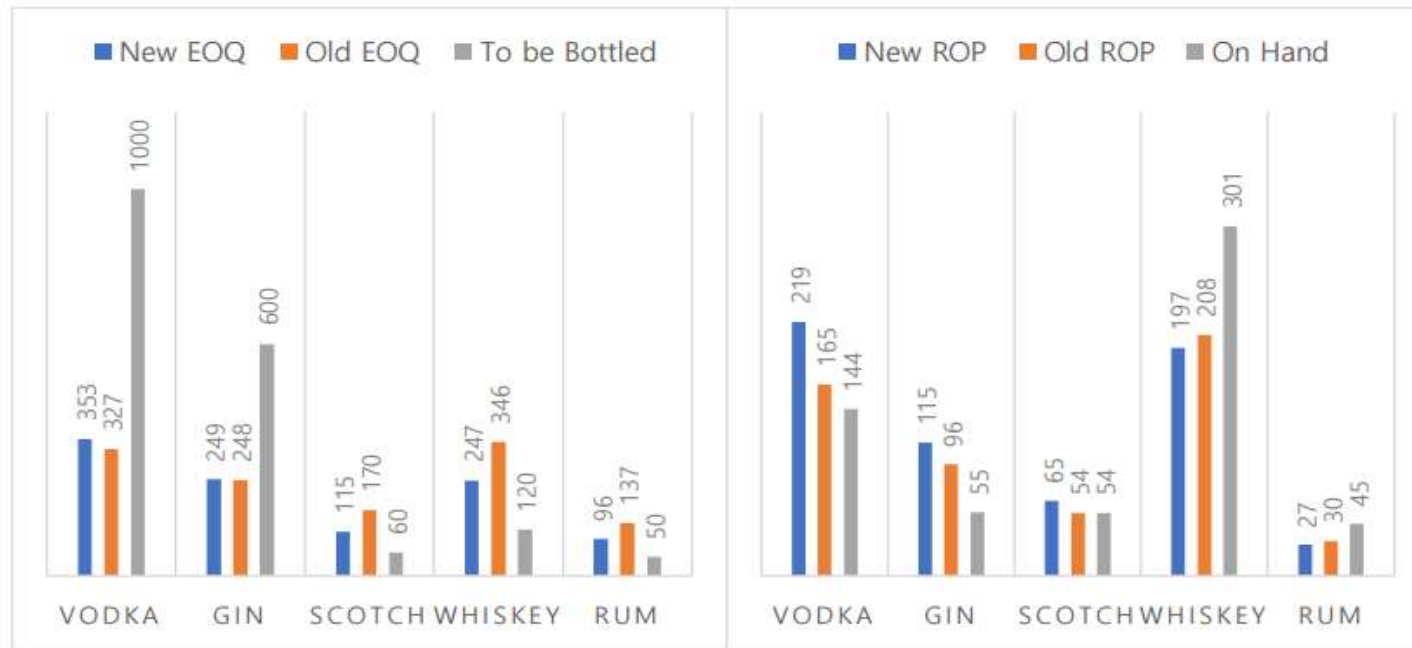 New EOQ Old EOQ To be Bottled
353 327 1000
249 248 600
115 170 60
247 346 120
96 137 50
VODKA GIN SCOTCH WHISKEY RUM
New ROP Old ROP On Hand
219 165 144
115 96 55
65 54 54
197 208 301
27 30 45
VODKA GIN SCOTCH WHISKEY RUM